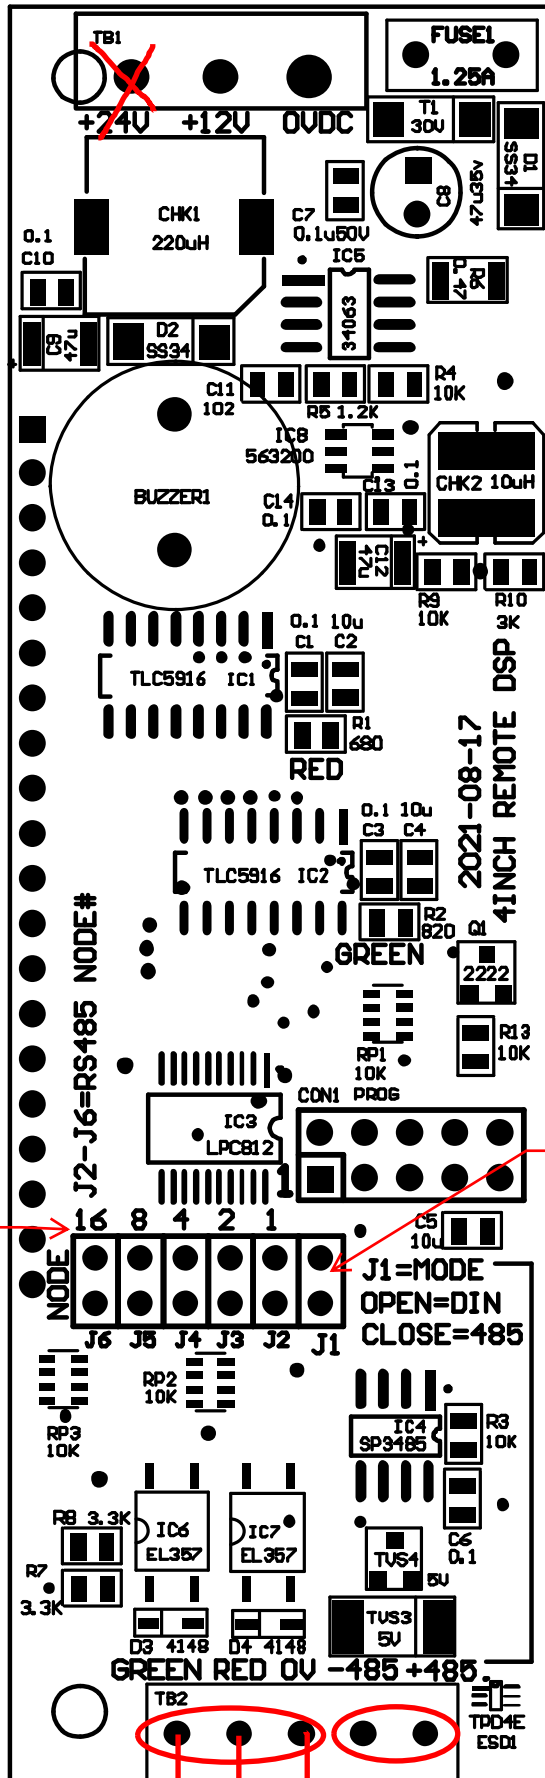 TB1
FUSE1
1.25A
+24V +12V 0VDC
T1
30V
D1
SS34
C8
47u35v
CHK1
220uH
C7
0.1u50V
0.1
C10
IC5
34063
R6
0.47
C9
47u
+
D2
SS34
C11
102
R5 1.2K
R4
10K
IC8
563200
BUZZER1
C13
0.1
CHK2 10uH
C14
0.1
C12
47u
+
R9
10K
R10
3K
0.1 10u
C1 C2
TLC5916 IC1
R1
680
RED
2021-08-17
4INCH REMOTE DSP
0.1 10u
C3 C4
TLC5916 IC2
R2
820
GREEN
Q1
2222
J2-J6=RS485 NODE#
RP1
10K
R13
10K
CON1 PROG
IC3
LPC812
1
16 8 4 2 1
C5
10u
NODE
J6 J5 J4 J3 J2 J1
J1=MODE
OPEN=DIN
CLOSE=485
RP3
10K
RP2
10K
IC4
SP3485
R3
10K
R8 3.3K
IC6
EL357
IC7
EL357
C6
0.1
TVS4
5V
R7
3.3K
TVS3
5V
D3 4148 D4 4148
GREEN RED 0V -485 +485.
TB2
TPD4E
ESD1